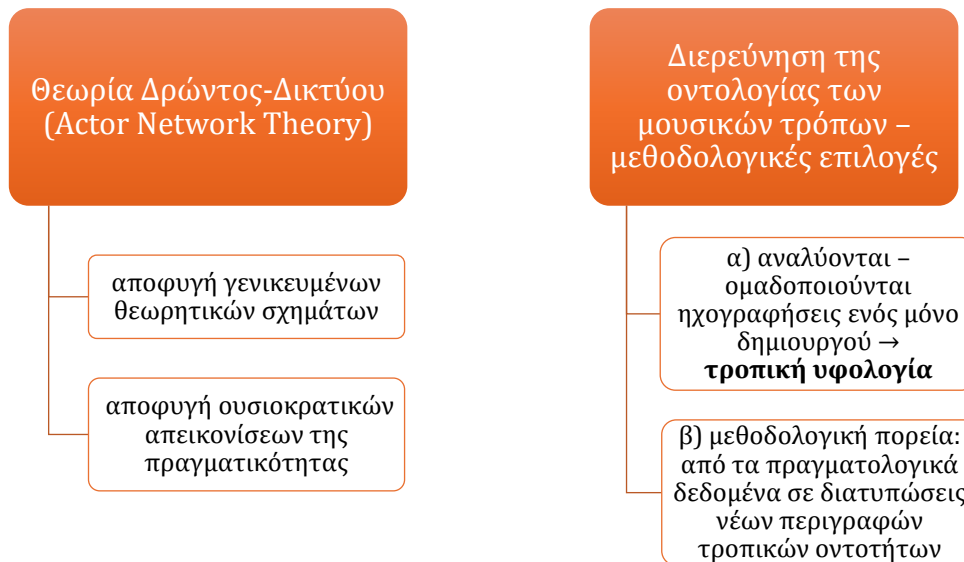 Θεωρία Δρώντος-Δικτύου
(Actor Network Theory)
αποφυγή γενικευμένων
θεωρητικών σχημάτων
αποφυγή ουσιοκρατικών
απεικονίσεων της
πραγματικότητας
Διερεύνηση της
οντολογίας των
μουσικών τρόπων –
μεθοδολογικές επιλογές
α) αναλύονται –
ομαδοποιούνται
ηχογραφήσεις ενός μόνο
δημιουργού →
τροπική υφολογία
β) μεθοδολογική πορεία:
από τα πραγματολογικά
δεδομένα σε διατυπώσεις
νέων περιγραφών
τροπικών οντοτήτων